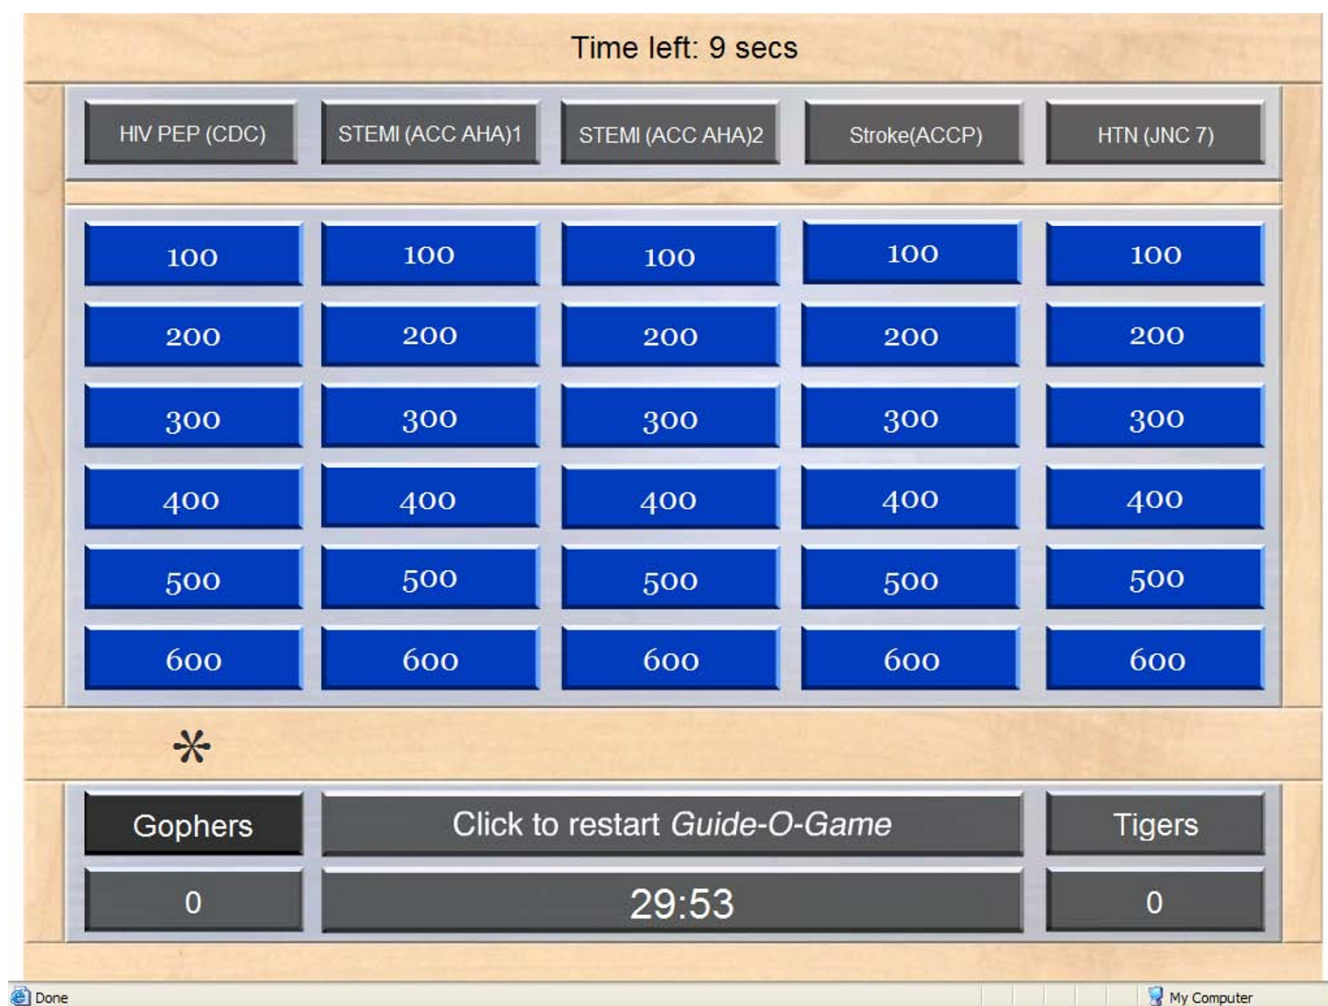 Time left: 9 secs
HIV PEP (CDC) STEMI (ACC AHA)1 STEMI (ACC AHA)2 Stroke(ACCP) HTN (JNC 7)
100 100 100 100 100
200 200 200 200 200
300 300 300 300 300
400 400 400 400 400
500 500 500 500 500
600 600 600 600 600
*
Gophers Click to restart Guide-O-Game Tigers
0 29:53 0
Done My Computer